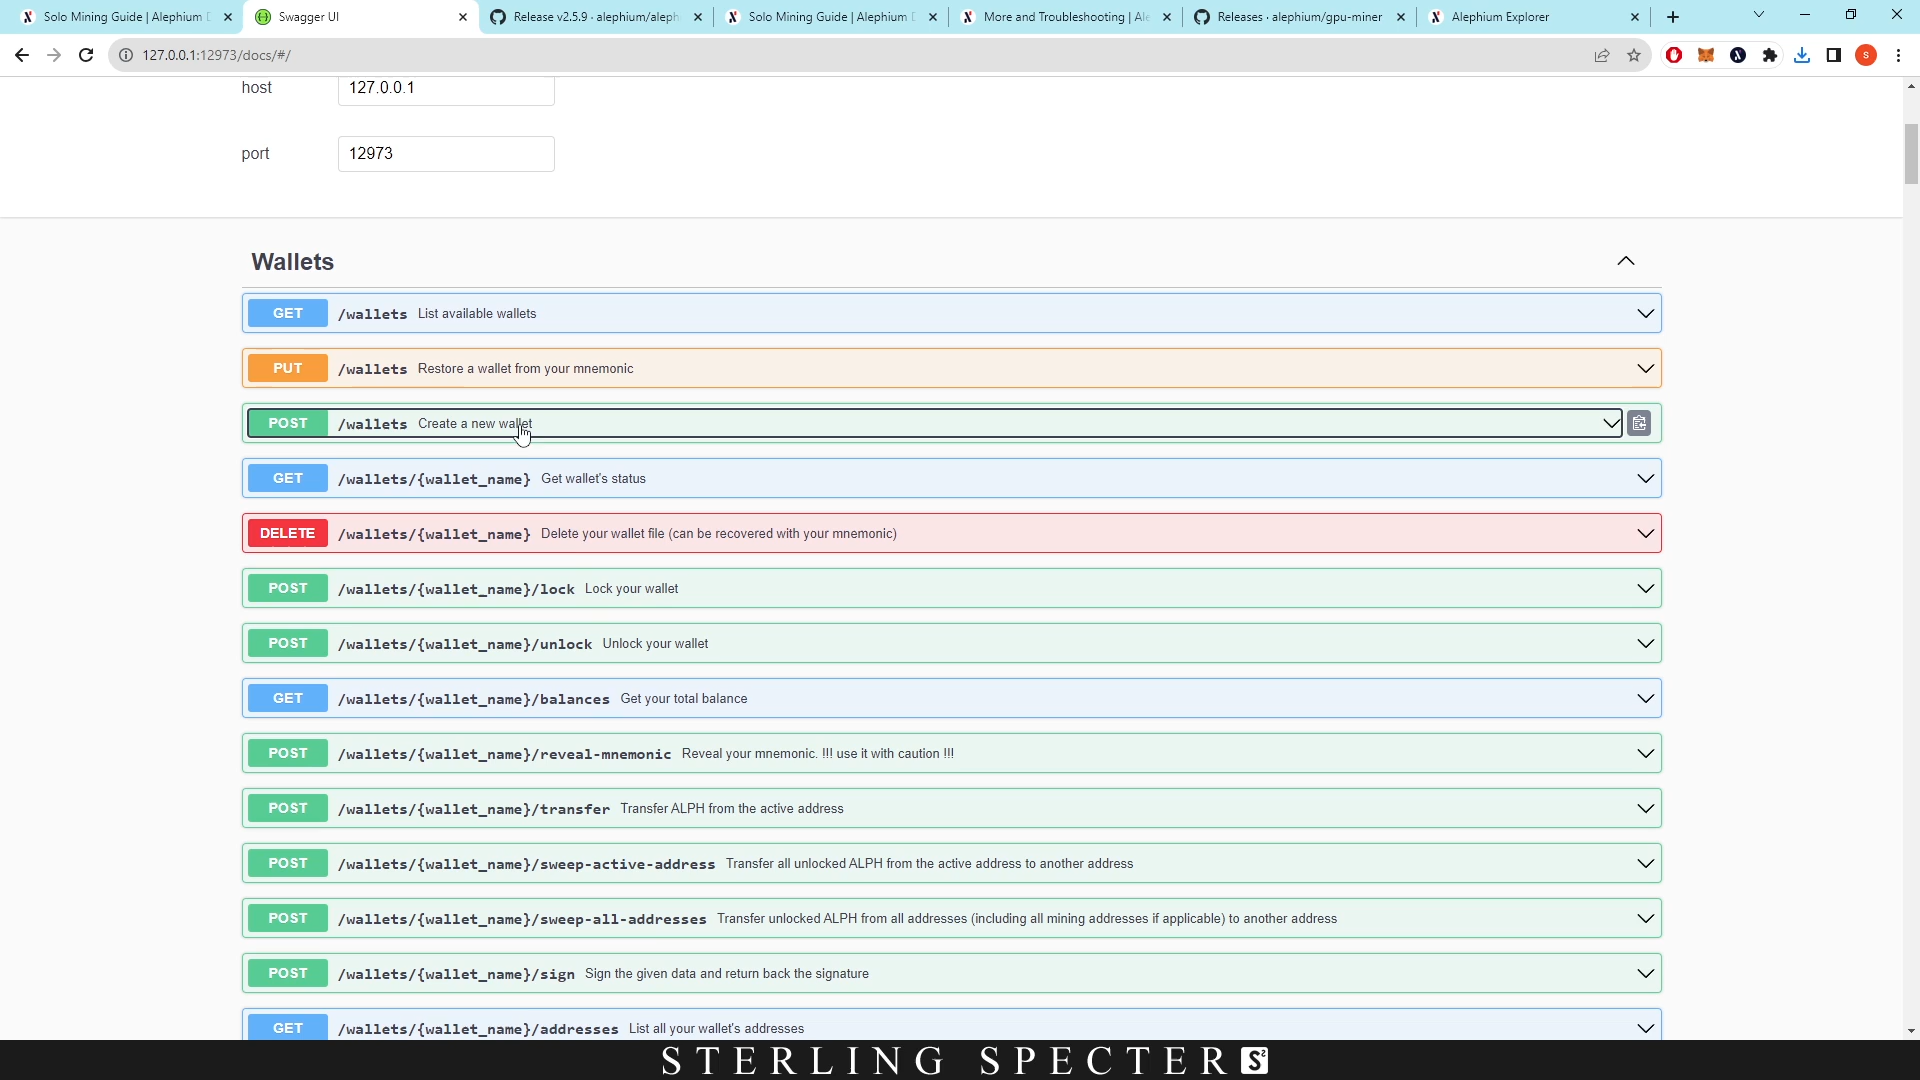 Solo Mining Guide | Alephium D
Swagger UI
Release v2.5.9 · alephium/aleph
Solo Mining Guide | Alephium D
More and Troubleshooting | Ale
Releases · alephium/gpu-miner
Alephium Explorer
127.0.0.1:12973/docs/#/
S
host
127.0.0.1
port
12973
Wallets
GET /wallets List available wallets
PUT /wallets Restore a wallet from your mnemonic
POST /wallets Create a new wallet
GET /wallets/{wallet_name} Get wallet's status
DELETE /wallets/{wallet_name} Delete your wallet file (can be recovered with your mnemonic)
POST /wallets/{wallet_name}/lock Lock your wallet
POST /wallets/{wallet_name}/unlock Unlock your wallet
GET /wallets/{wallet_name}/balances Get your total balance
POST /wallets/{wallet_name}/reveal-mnemonic Reveal your mnemonic. !!! use it with caution !!!
POST /wallets/{wallet_name}/transfer Transfer ALPH from the active address
POST /wallets/{wallet_name}/sweep-active-address Transfer all unlocked ALPH from the active address to another address
POST /wallets/{wallet_name}/sweep-all-addresses Transfer unlocked ALPH from all addresses (including all mining addresses if applicable) to another address
POST /wallets/{wallet_name}/sign Sign the given data and return back the signature
GET /wallets/{wallet_name}/addresses List all your wallet's addresses
STERLING SPECTER S²